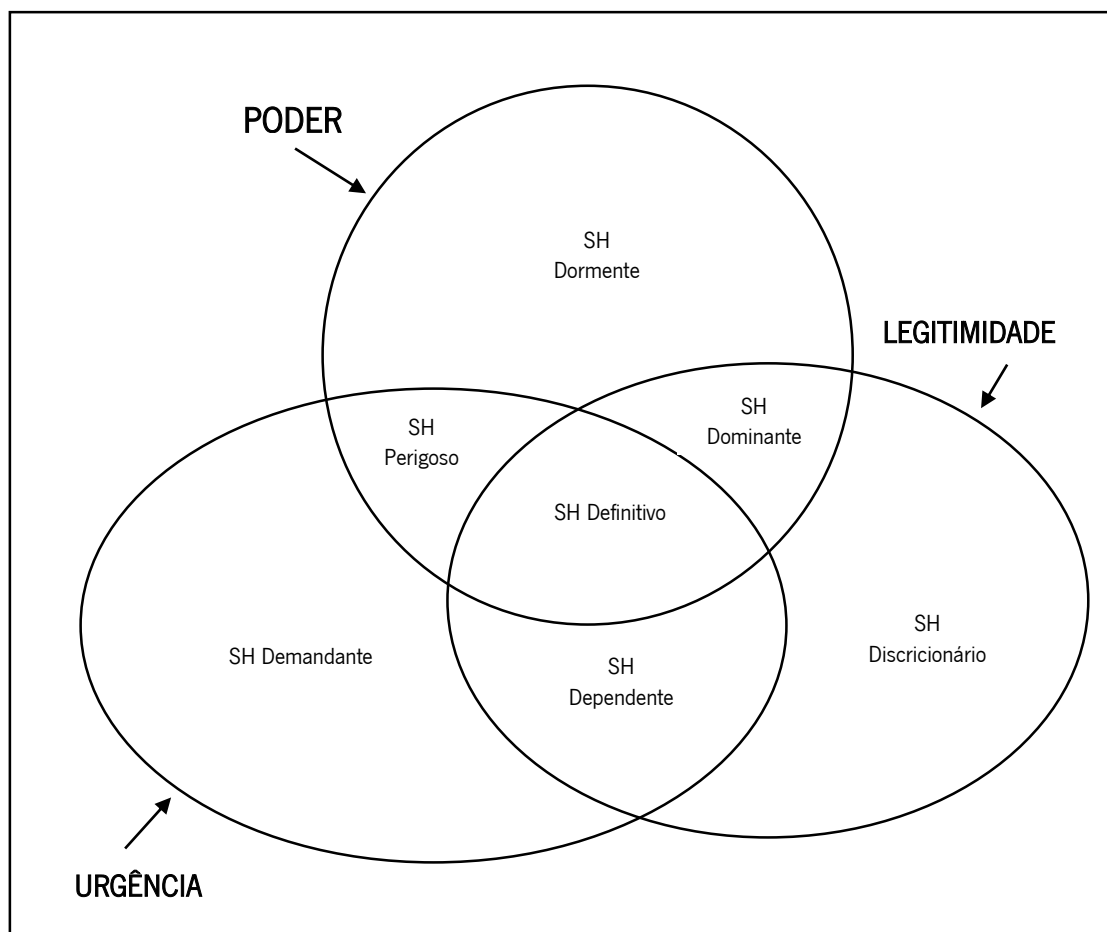 PODER
SH
Dormente
LEGITIMIDADE
SH
Dominante
SH
Perigoso
SH Definitivo
SH
Discricionário
SH Demandante
SH
Dependente
URGÊNCIA